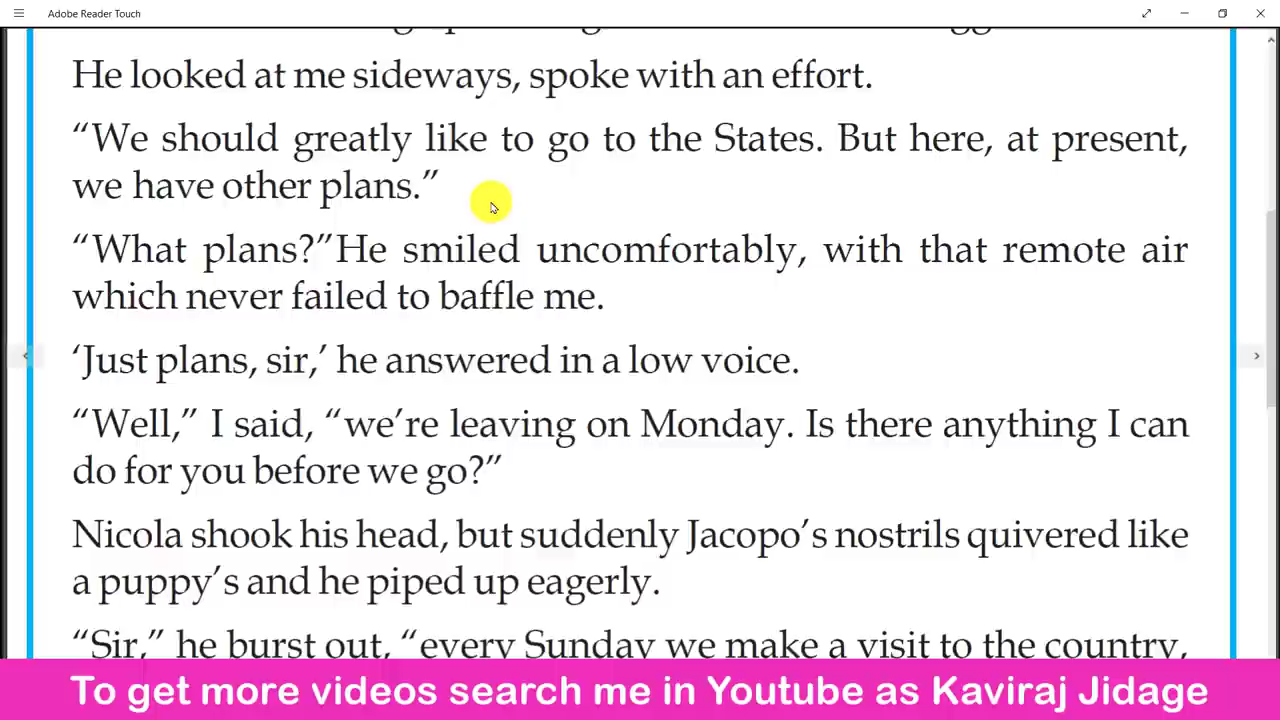 Adobe Reader Touch
He looked at me sideways, spoke with an effort.
“We should greatly like to go to the States. But here, at present,
we have other plans.”
“What plans?”He smiled uncomfortably, with that remote air
which never failed to baffle me.
‘Just plans, sir,’ he answered in a low voice.
“Well,” I said, “we’re leaving on Monday. Is there anything I can
do for you before we go?”
Nicola shook his head, but suddenly Jacopo’s nostrils quivered like
a puppy’s and he piped up eagerly.
“Sir,” he burst out, “every Sunday we make a visit to the country,
To get more videos search me in Youtube as Kaviraj Jidage